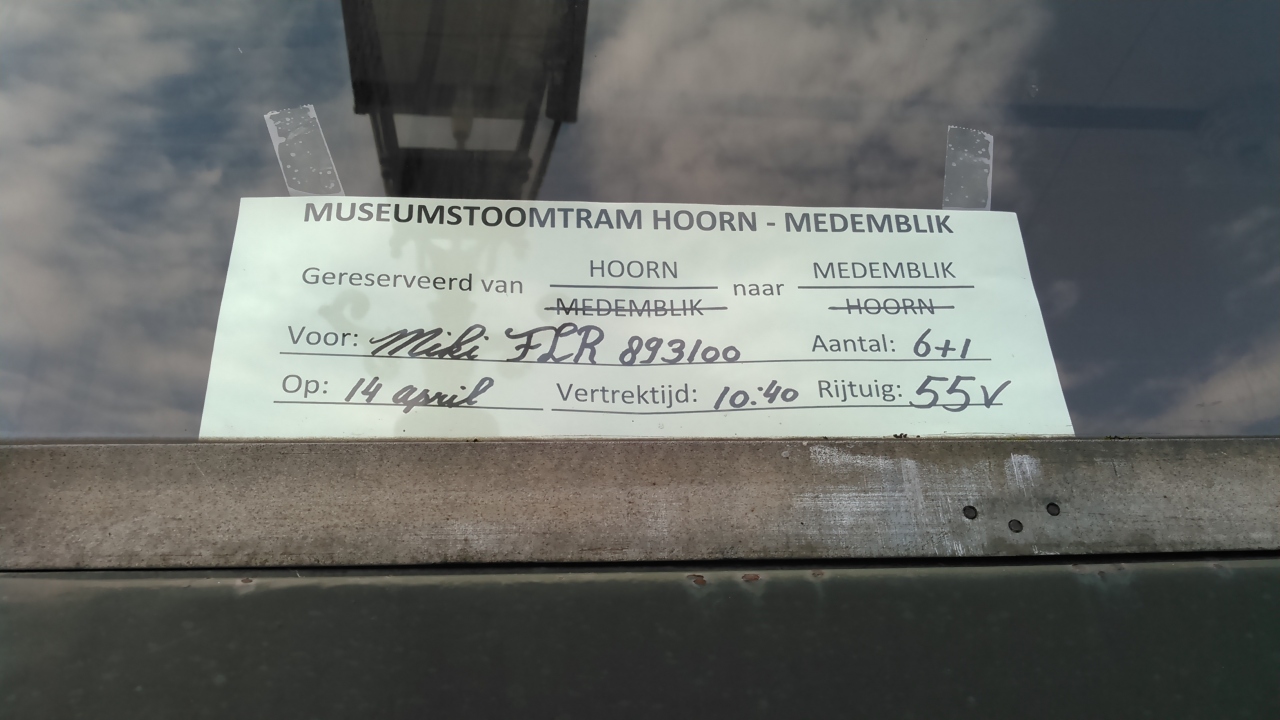 MUSEUMSTOOMTRAM HOORN - MEDEMBLIK
Gereserveerd van HOORN naar MEDEMBLIK
MEDEMBLIK HOORN
Voor: Miki FLR 893100 Aantal: 6+1
Op: 14 april Vertrektijd: 10:40 Rijtuig: 55V